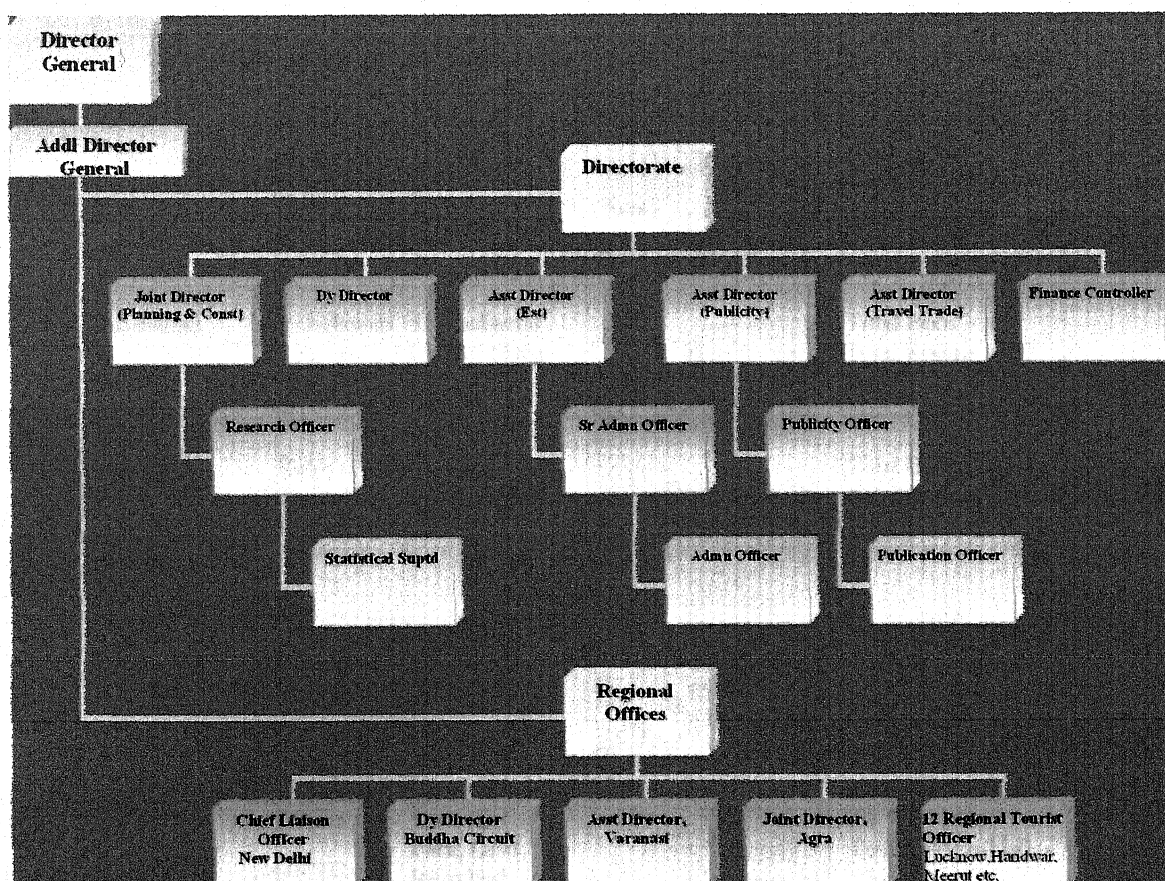 Director
General
Addl Director
General
Directorate
Joint Director
(Planning & Const)
Dy Director
Asst Director
(Est)
Asst Director
(Publicity)
Asst Director
(Travel Trade)
Finance Controller
Research Officer
Sr Admn Officer
Publicity Officer
Statistical Suptd
Admn Officer
Publication Officer
Regional
Offices
Chief Liaison
Officer
New Delhi
Dy Director
Buddha Circuit
Asst Director,
Varanasi
Joint Director,
Agra
12 Regional Tourist
Officer
Lucknow,Haridwar,
Meerut etc.